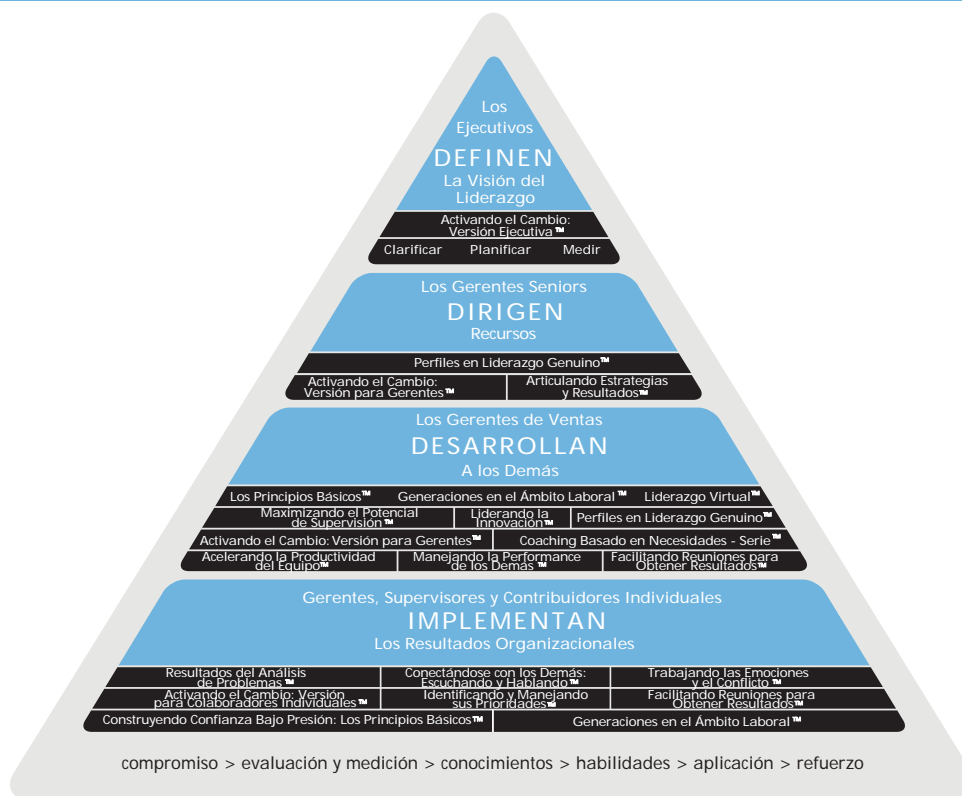 Los
Ejecutivos
DEFINEN
La Visión del
Liderazgo
Activando el Cambio:
Versión Ejecutiva™
Clarificar Planificar Medir
Los Gerentes Seniors
DIRIGEN
Recursos
Perfiles en Liderazgo Genuino™
Activando el Cambio:
Versión para Gerentes™
Articulando Estrategias
y Resultados™
Los Gerentes de Ventas
DESARROLLAN
A los Demás
Los Principios Básicos™ Generaciones en el Ámbito Laboral™ Liderazgo Virtual™
Maximizando el Potencial
de Supervisión™
Liderando la
Innovación™
Perfiles en Liderazgo Genuino™
Activando el Cambio: Versión para Gerentes™ Coaching Basado en Necesidades - Serie™
Acelerando la Productividad
del Equipo™
Manejando la Performance
de los Demás™
Facilitando Reuniones para
Obtener Resultados™
Gerentes, Supervisores y Contribuidores Individuales
IMPLEMENTAN
Los Resultados Organizacionales
Resultados del Análisis
de Problemas™
Conectándose con los Demás:
Escuchando y Hablando™
Trabajando las Emociones
y el Conflicto™
Activando el Cambio: Versión
para Colaboradores Individuales™
Identificando y Manejando
sus Prioridades™
Facilitando Reuniones para
Obtener Resultados™
Construyendo Confianza Bajo Presión: Los Principios Básicos™ Generaciones en el Ámbito Laboral™
compromiso > evaluación y medición > conocimientos > habilidades > aplicación > refuerzo